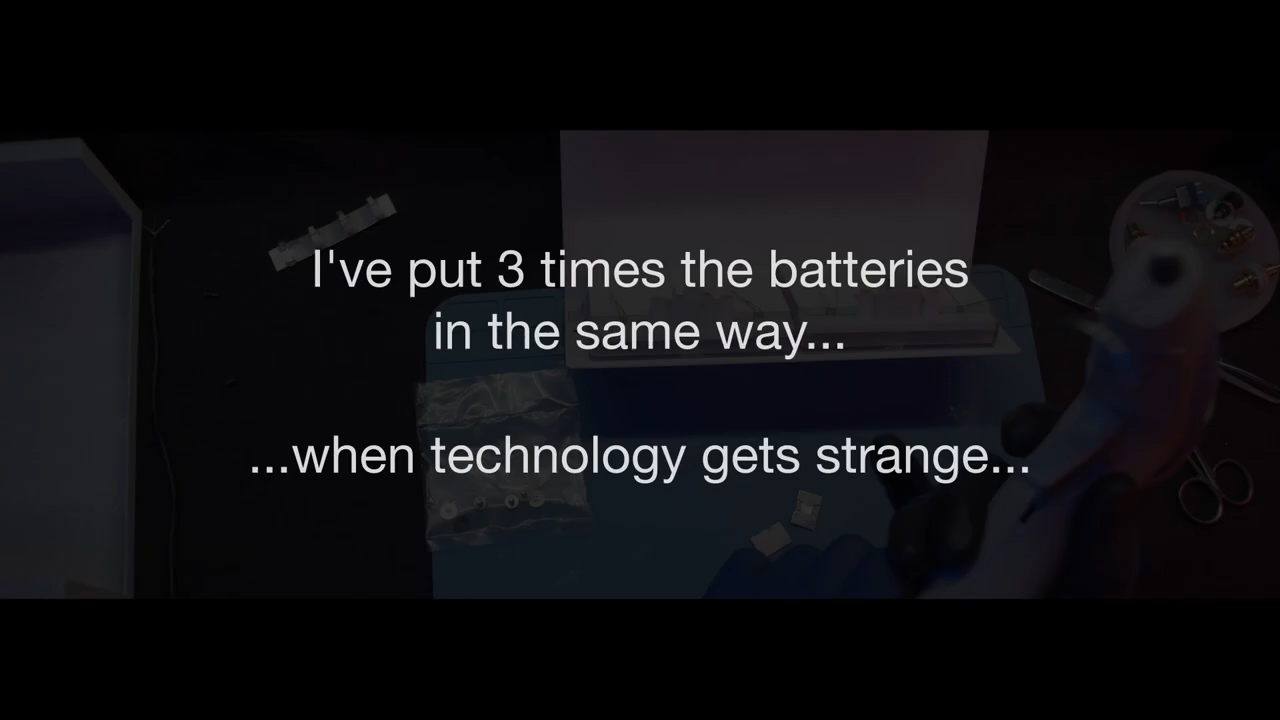 I've put 3 times the batteries
in the same way...
...when technology gets strange...